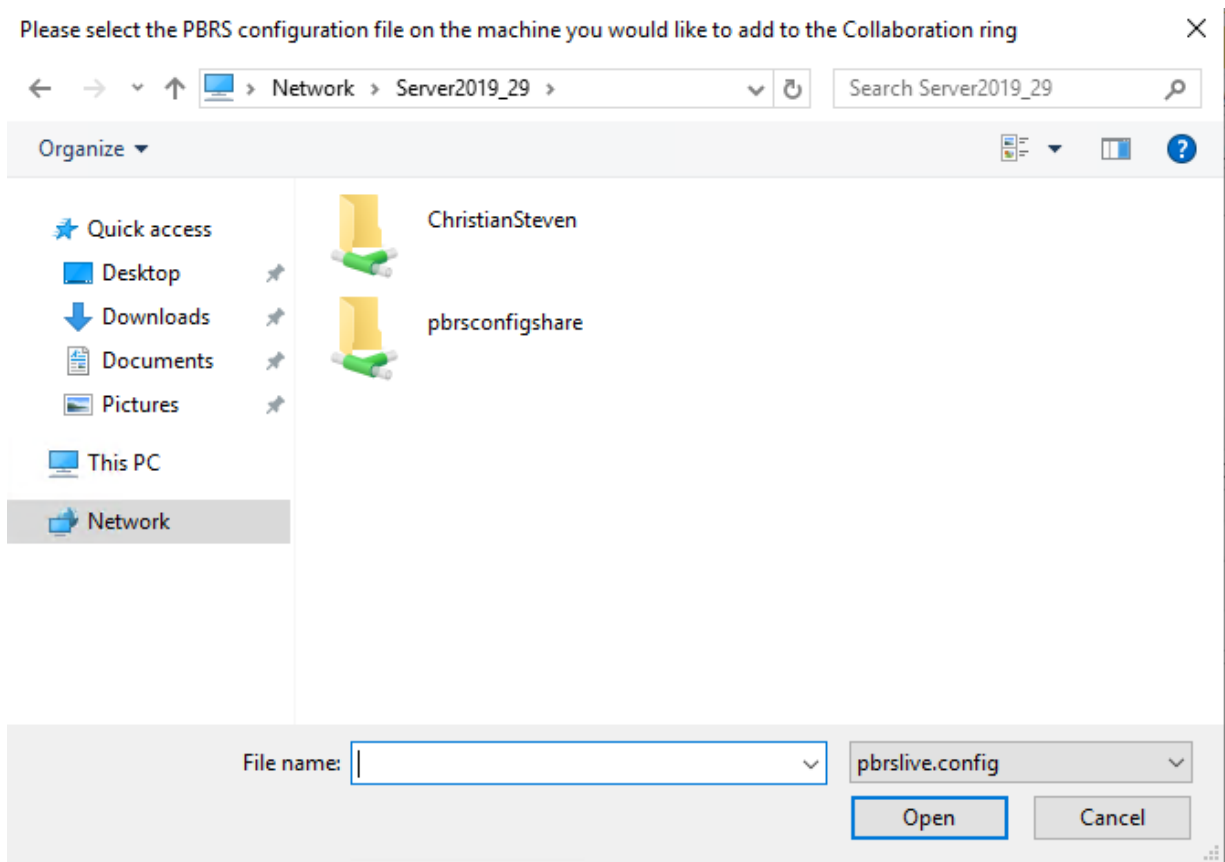 Please select the PBRS configuration file on the machine you would like to add to the Collaboration ring
Network > Server2019_29 >
Search Server2019_29
Organize
?
Quick access
Desktop
Downloads
Documents
Pictures
This PC
Network
ChristianSteven
pbrsconfigshare
File name:
pbrslive.config
Open
Cancel